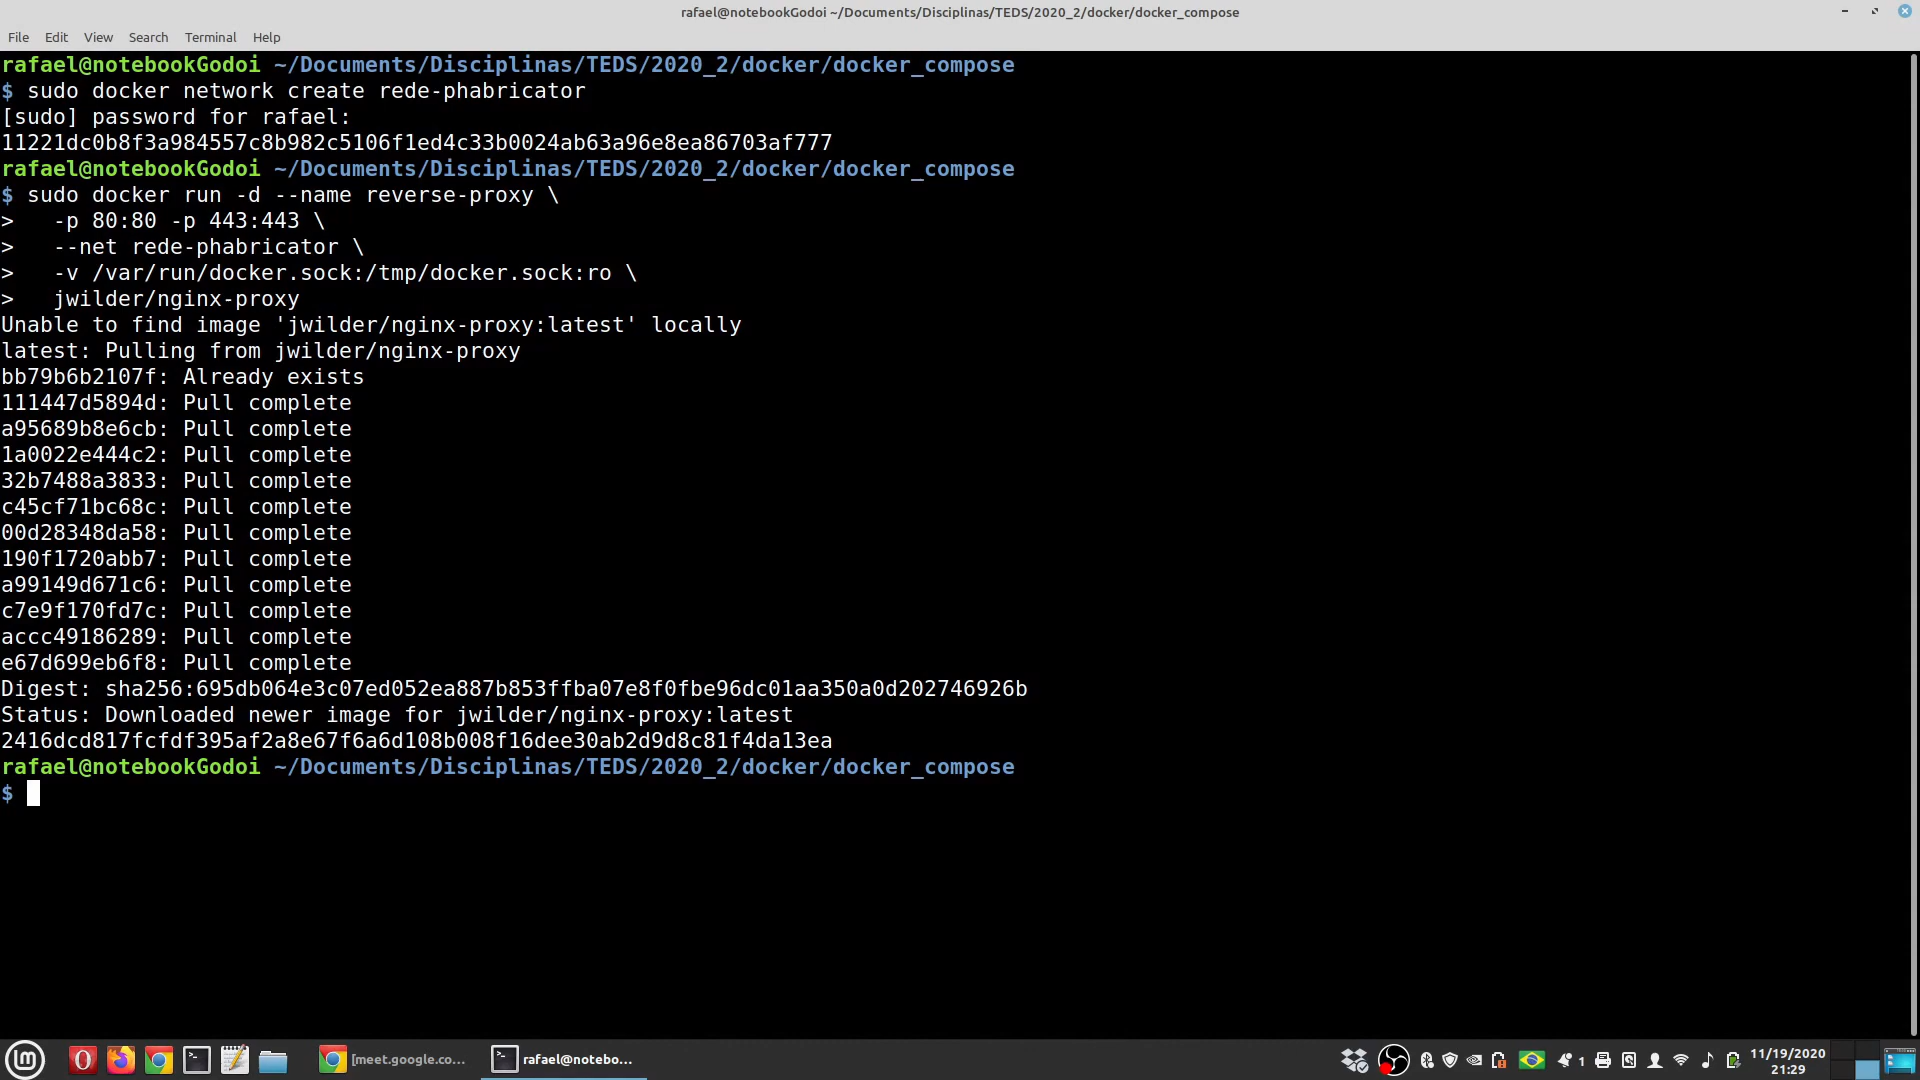 rafael@notebookGodoi ~/Documents/Disciplinas/TEDS/2020_2/docker/docker_compose
File Edit View Search Terminal Help
rafael@notebookGodoi ~/Documents/Disciplinas/TEDS/2020_2/docker/docker_compose
$ sudo docker network create rede-phabricator
[sudo] password for rafael:
11221dc0b8f3a984557c8b982c5106f1ed4c33b0024ab63a96e8ea86703af777
rafael@notebookGodoi ~/Documents/Disciplinas/TEDS/2020_2/docker/docker_compose
$ sudo docker run -d --name reverse-proxy \
>   -p 80:80 -p 443:443 \
>   --net rede-phabricator \
>   -v /var/run/docker.sock:/tmp/docker.sock:ro \
>   jwilder/nginx-proxy
Unable to find image 'jwilder/nginx-proxy:latest' locally
latest: Pulling from jwilder/nginx-proxy
bb79b6b2107f: Already exists
111447d5894d: Pull complete
a95689b8e6cb: Pull complete
1a0022e444c2: Pull complete
32b7488a3833: Pull complete
c45cf71bc68c: Pull complete
00d28348da58: Pull complete
190f1720abb7: Pull complete
a99149d671c6: Pull complete
c7e9f170fd7c: Pull complete
accc49186289: Pull complete
e67d699eb6f8: Pull complete
Digest: sha256:695db064e3c07ed052ea887b853ffba07e8f0fbe96dc01aa350a0d202746926b
Status: Downloaded newer image for jwilder/nginx-proxy:latest
2416dcd817fcfdf395af2a8e67f6a6d108b008f16dee30ab2d9d8c81f4da13ea
rafael@notebookGodoi ~/Documents/Disciplinas/TEDS/2020_2/docker/docker_compose
$
[meet.google.co... rafael@notebo... 1 11/19/2020
21:29